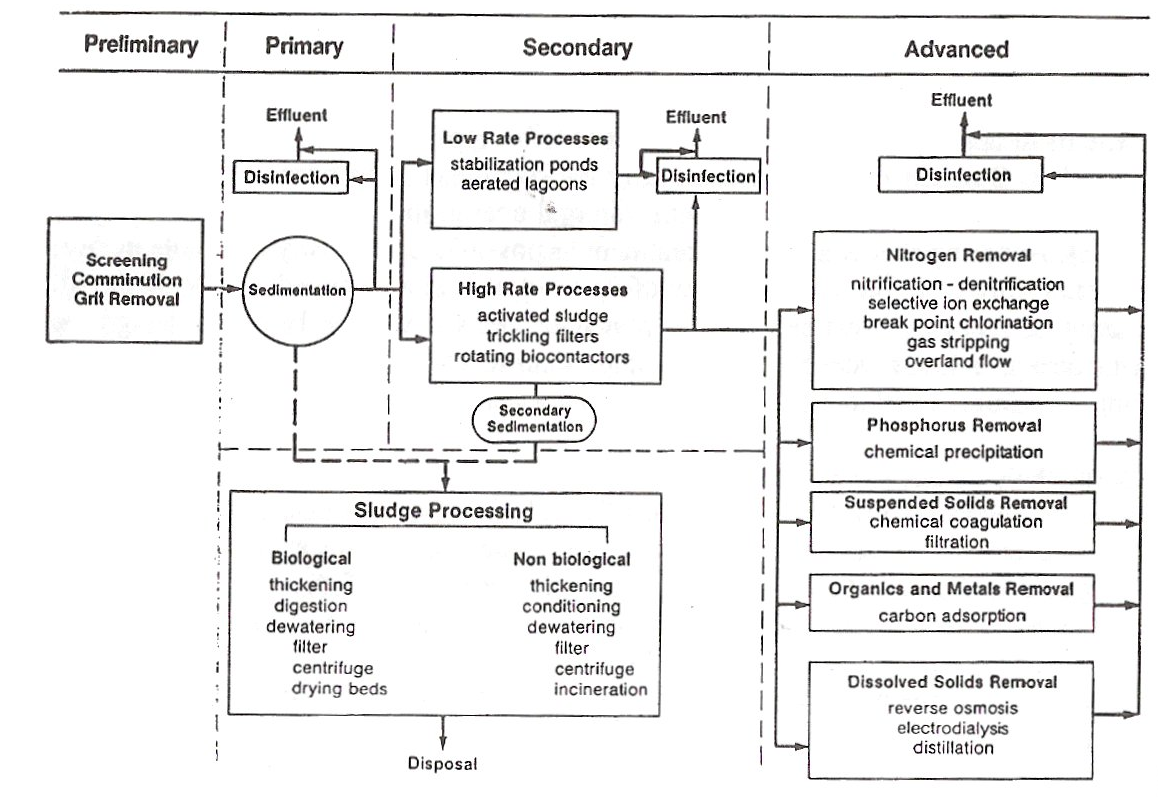 Preliminary
Primary
Secondary
Advanced
Effluent
Disinfection
Screening
Comminution
Grit Removal
Sedimentation
Low Rate Processes
stabilization ponds
aerated lagoons
Effluent
Disinfection
High Rate Processes
activated sludge
trickling filters
rotating biocontactors
Secondary
Sedimentation
Effluent
Disinfection
Nitrogen Removal
nitrification - denitrification
selective ion exchange
break point chlorination
gas stripping
overland flow
Phosphorus Removal
chemical precipitation
Suspended Solids Removal
chemical coagulation
filtration
Organics and Metals Removal
carbon adsorption
Dissolved Solids Removal
reverse osmosis
electrodialysis
distillation
Sludge Processing
Biological
thickening
digestion
dewatering
filter
centrifuge
drying beds
Non biological
thickening
conditioning
dewatering
filter
centrifuge
incineration
Disposal